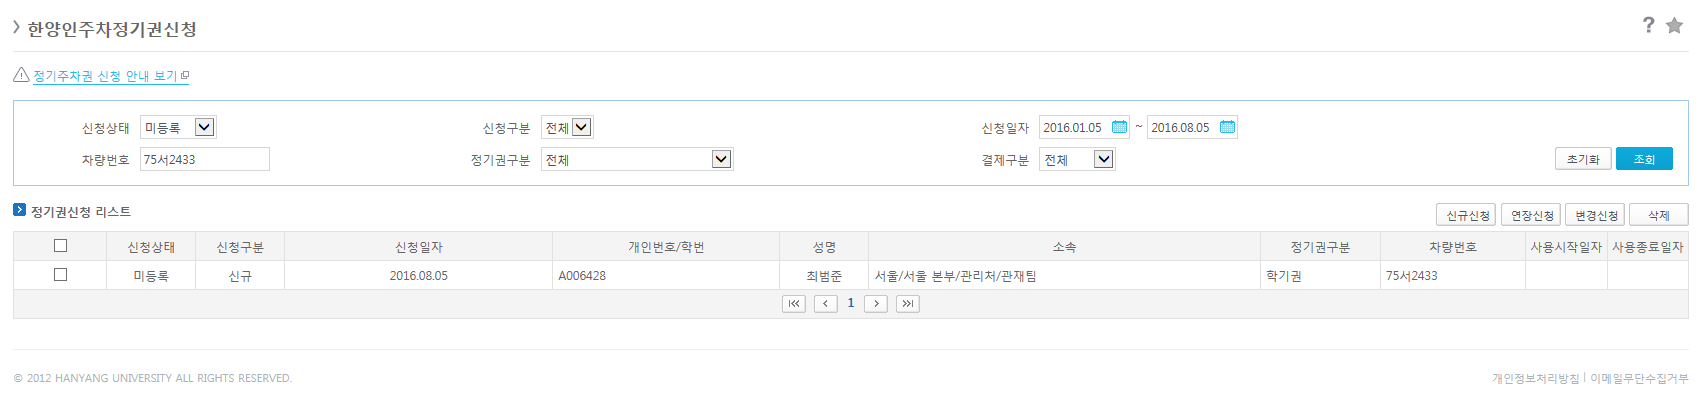 한양인주차정기권신청
정기주차권 신청 안내 보기
신청상태 미등록 신청구분 전체 신청일자 2016.01.05 ~ 2016.08.05
차량번호 75서2433 정기권구분 전체 결제구분 전체 초기화 조회
정기권신청 리스트 신규신청 연장신청 변경신청 삭제
신청상태 신청구분 신청일자 개인번호/학번 성명 소속 정기권구분 차량번호 사용시작일자 사용종료일자
미등록 신규 2016.08.05 A006428 최범준 서울/서울 본부/관리처/관재팀 학기권 75서2433
1
© 2012 HANYANG UNIVERSITY ALL RIGHTS RESERVED. 개인정보처리방침 | 이메일무단수집거부